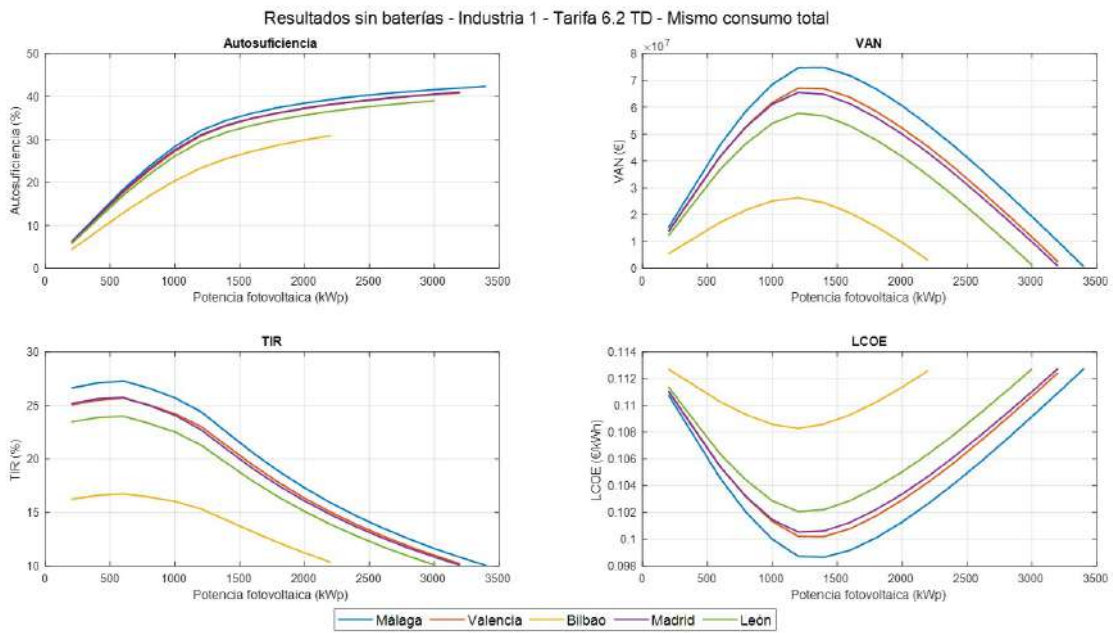 Resultados sin baterías - Industria 1 - Tarifa 6.2 TD - Mismo consumo total
Autosuficiencia
50
40
30
20
10
0
Autosuficiencia (%)
0 500 1000 1500 2000 2500 3000 3500
Potencia fotovoltaica (kWp)
VAN
×10⁷
8
7
6
5
4
3
2
1
0
VAN (€)
0 500 1000 1500 2000 2500 3000 3500
Potencia fotovoltaica (kWp)
TIR
30
25
20
15
10
TIR (%)
0 500 1000 1500 2000 2500 3000 3500
Potencia fotovoltaica (kWp)
LCOE
0.114
0.112
0.11
0.108
0.106
0.104
0.102
0.1
0.098
LCOE (€/kWh)
0 500 1000 1500 2000 2500 3000 3500
Potencia fotovoltaica (kWp)
Málaga Valencia Bilbao Madrid León